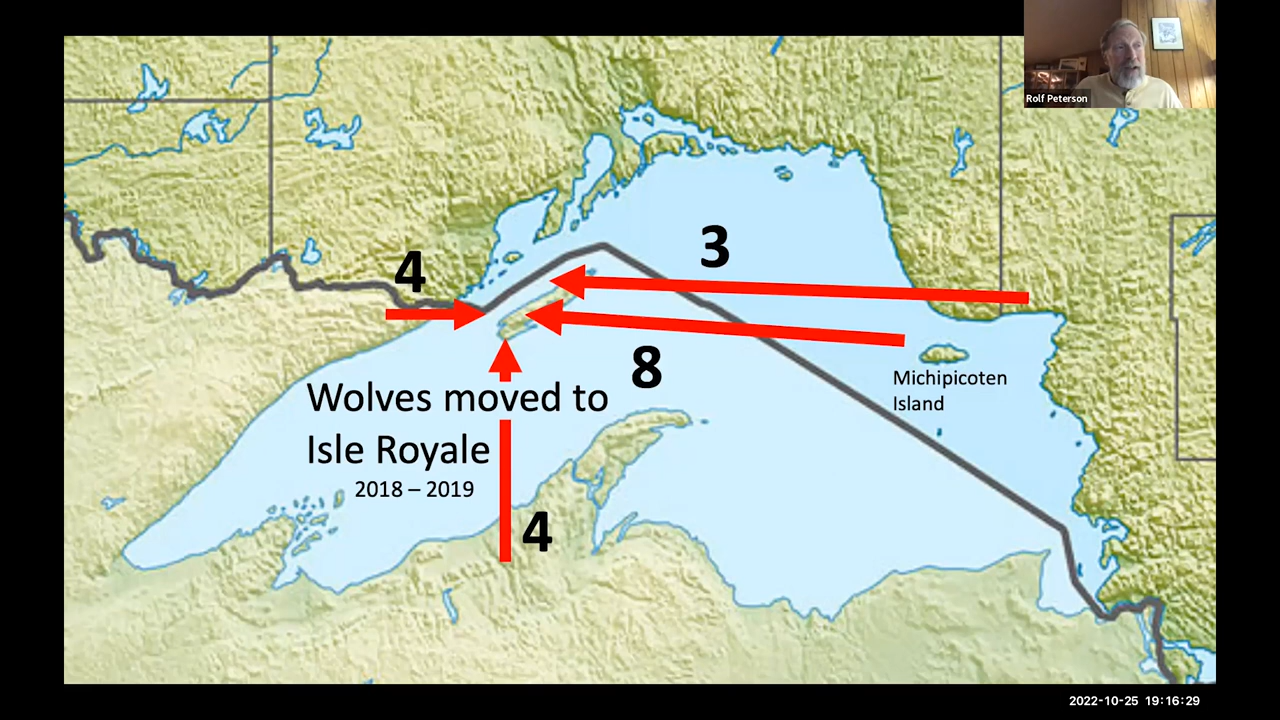 Rolf Peterson
3
4
8
Michipicoten
Island
Wolves moved to
Isle Royale
2018 – 2019
4
2022-10-25 19:16:29